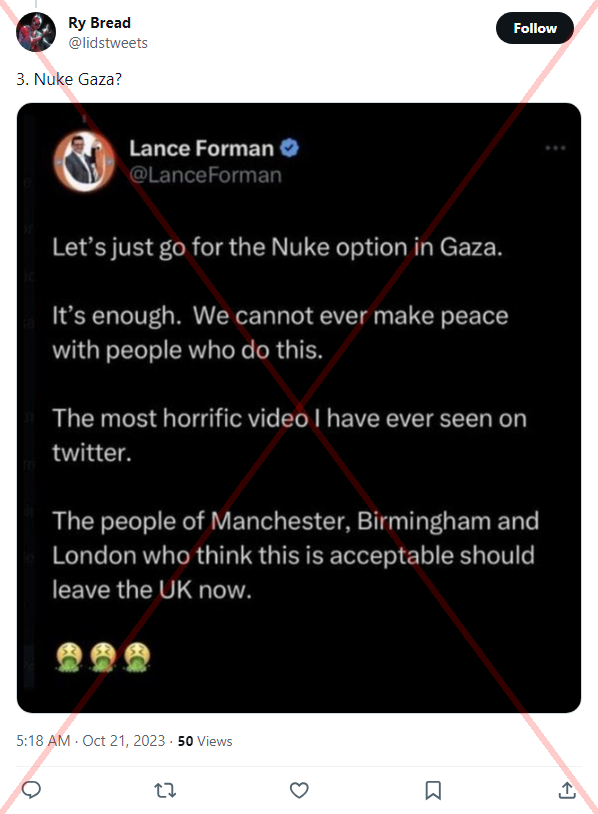 Ry Bread
@lidstweets
Follow
3. Nuke Gaza?
Lance Forman
@LanceForman
Let's just go for the Nuke option in Gaza.
It's enough. We cannot ever make peace
with people who do this.
The most horrific video I have ever seen on
twitter.
The people of Manchester, Birmingham and
London who think this is acceptable should
leave the UK now.
5:18 AM · Oct 21, 2023 · 50 Views